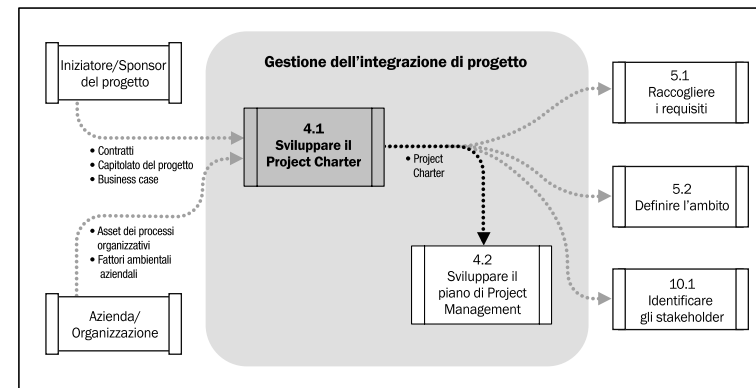 Gestione dell'integrazione di progetto
Iniziatore/Sponsor
del progetto
• Contratti
• Capitolato del progetto
• Business case
• Asset dei processi
organizzativi
• Fattori ambientali
aziendali
Azienda/
Organizzazione
4.1
Sviluppare il
Project Charter
• Project
Charter
4.2
Sviluppare il
piano di Project
Management
5.1
Raccogliere
i requisiti
5.2
Definire l'ambito
10.1
Identificare
gli stakeholder